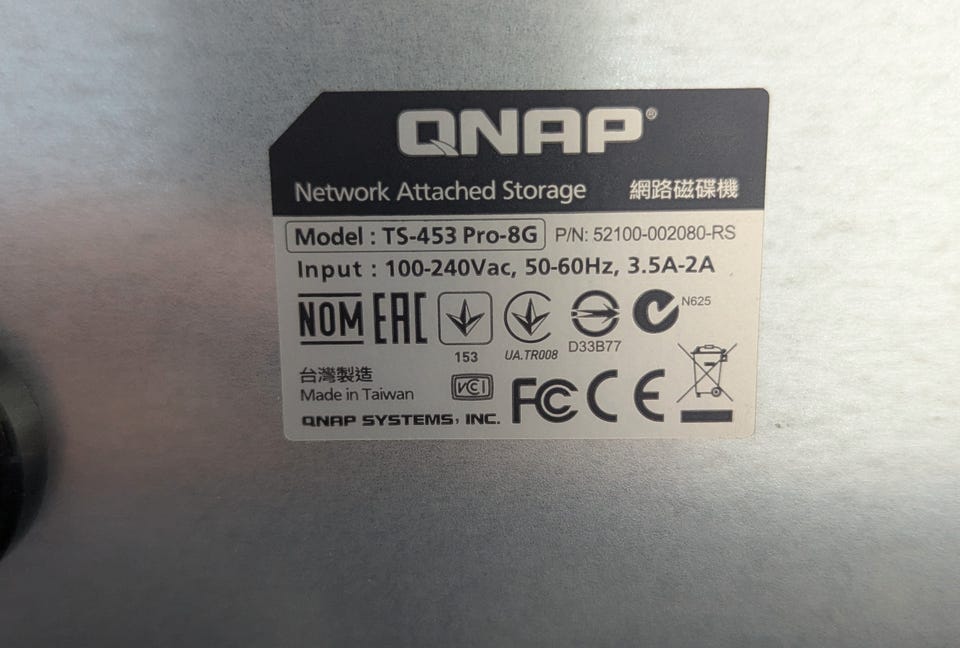 QNAP®
Network Attached Storage 網路磁碟機
Model : TS-453 Pro-8G P/N: 52100-002080-RS
Input : 100-240Vac, 50-60Hz, 3.5A-2A
NOM EAC N625
153 UA.TR008 D33B77
台灣製造
Made in Taiwan VCI FC CE
QNAP SYSTEMS, INC.